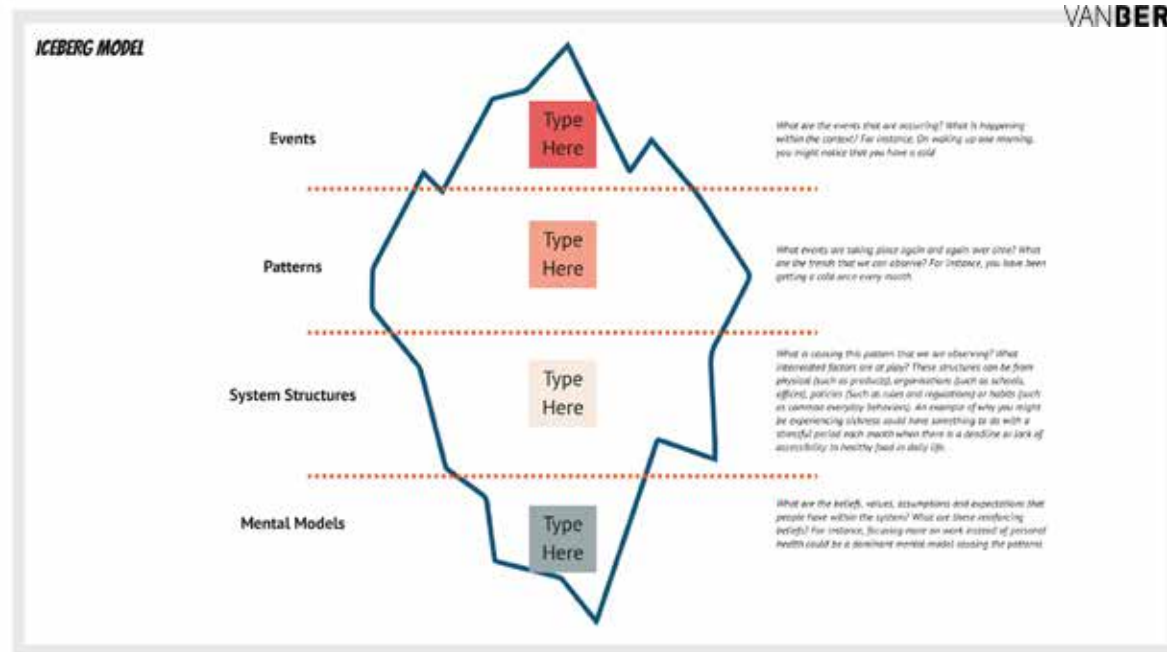 VANBER
ICEBERG MODEL
Events
Type
Here
What are the events that are occurring? What is happening
within the context? For instance, On waking up one morning,
you might notice that you have a cold
Patterns
Type
Here
What events are taking place again and again over time? What
are the trends that we can observe? For instance, you have been
getting a cold once every month.
System Structures
Type
Here
What is causing this pattern that we are observing? What
interrelated factors are at play? These structures can be from
physical (such as products), organisations (such as schools,
offices), policies (Such as rules and regulations) or habits (such
as common everyday behaviors). An example of why you might
be experiencing sickness could have something to do with a
stressful period each month when there is a deadline or lack of
accessibility to healthy food in daily life.
Mental Models
Type
Here
What are the beliefs, values, assumptions and expectations that
people have within the system? What are these reinforcing
beliefs? For instance, focusing more on work instead of personal
health could be a dominant mental model causing the patterns